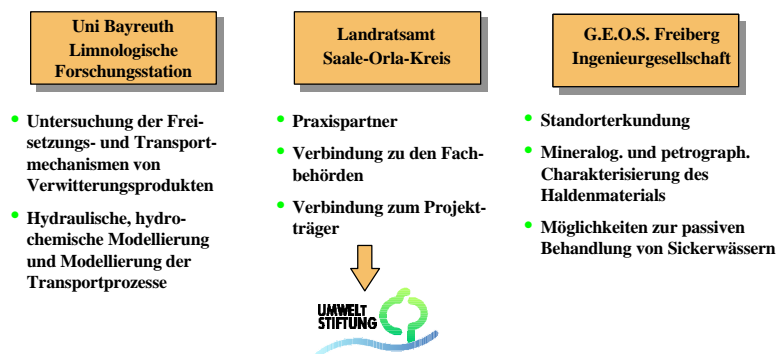 Uni Bayreuth
Limnologische
Forschungsstation
• Untersuchung der Frei-
setzungs- und Transport-
mechanismen von
Verwitterungsprodukten
• Hydraulische, hydro-
chemische Modellierung
und Modellierung der
Transportprozesse
Landratsamt
Saale-Orla-Kreis
• Praxispartner
• Verbindung zu den Fach-
behörden
• Verbindung zum Projekt-
träger
UMWELT
STIFTUNG
G.E.O.S. Freiberg
Ingenieurgesellschaft
• Standorterkundung
• Mineralog. und petrograph.
Charakterisierung des
Haldenmaterials
• Möglichkeiten zur passiven
Behandlung von Sickerwässern